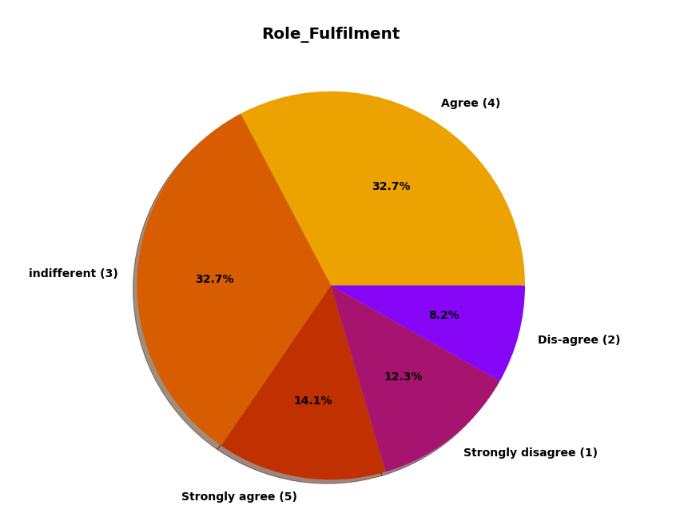 Role_Fulfilment
Agree (4)
32.7%
indifferent (3)
32.7%
8.2%
Dis-agree (2)
12.3%
14.1%
Strongly disagree (1)
Strongly agree (5)